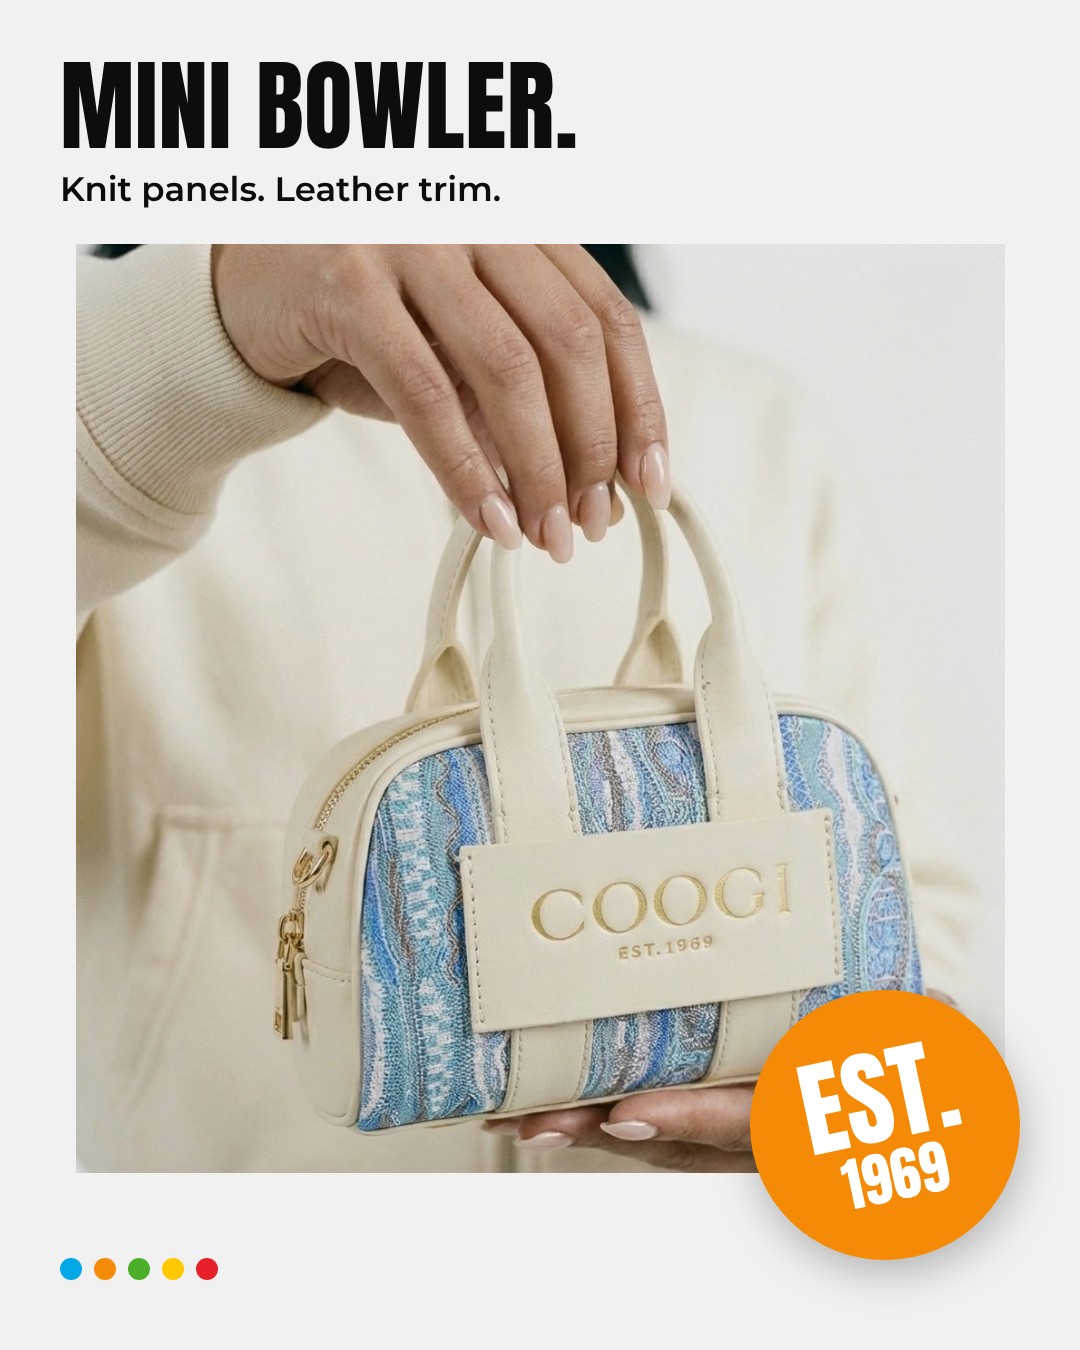 MINI BOWLER.
Knit panels. Leather trim.
COOGI
EST.1969
EST.
1969